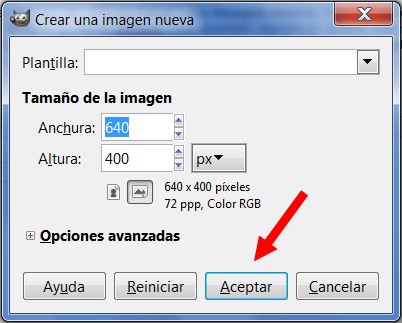 Crear una imagen nueva
Plantilla:
Tamaño de la imagen
Anchura: 640
Altura: 400 px
640 x 400 píxeles
72 ppp, Color RGB
Opciones avanzadas
Ayuda Reiniciar Aceptar Cancelar